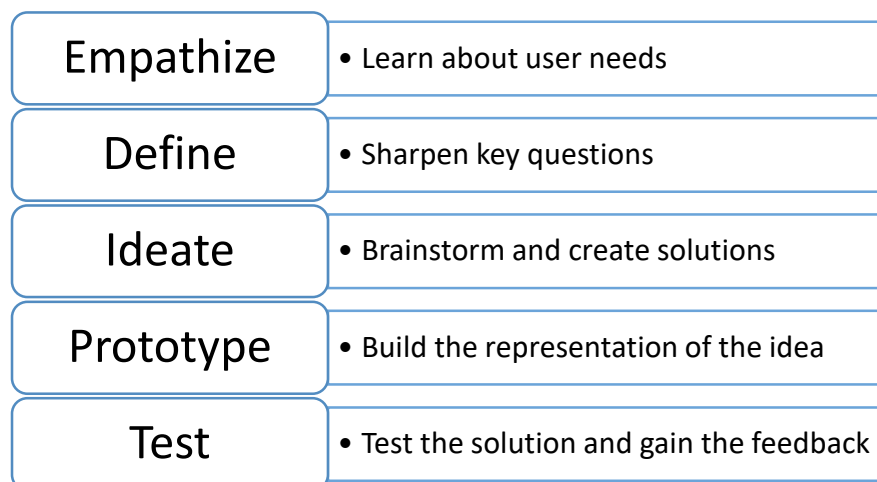 Empathize
• Learn about user needs
Define
• Sharpen key questions
Ideate
• Brainstorm and create solutions
Prototype
• Build the representation of the idea
Test
• Test the solution and gain the feedback